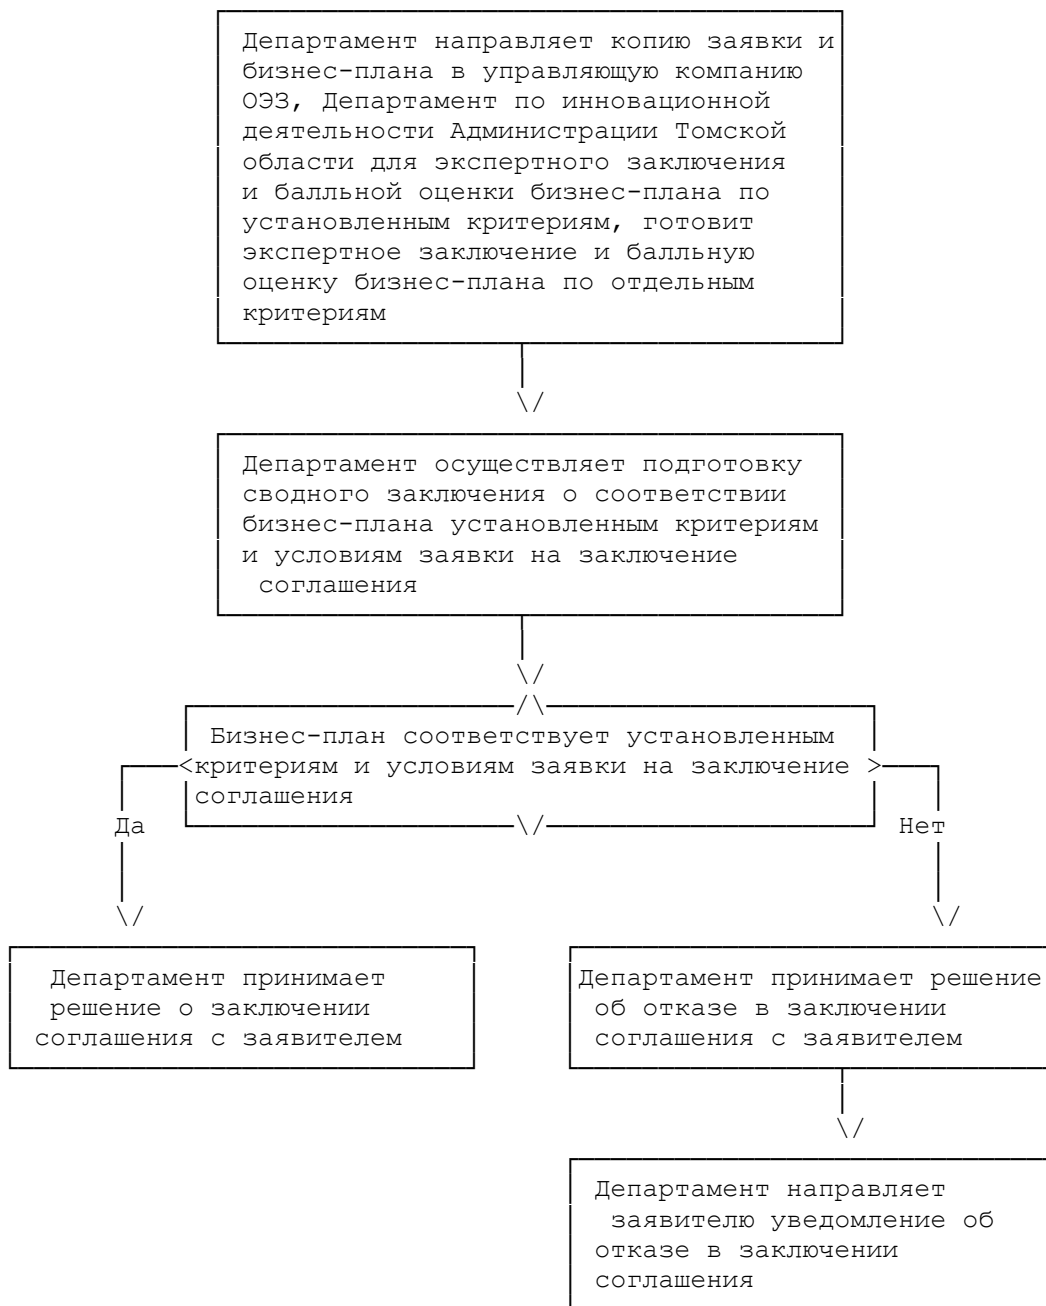 Департамент направляет копию заявки и
бизнес-плана в управляющую компанию
ОЭЗ, Департамент по инновационной
деятельности Администрации Томской
области для экспертного заключения
и балльной оценки бизнес-плана по
установленным критериям, готовит
экспертное заключение и балльную
оценку бизнес-плана по отдельным
критериям
Департамент осуществляет подготовку
сводного заключения о соответствии
бизнес-плана установленным критериям
и условиям заявки на заключение
соглашения
Бизнес-план соответствует установленным
критериям и условиям заявки на заключение
соглашения
Да
Нет
Департамент принимает
решение о заключении
соглашения с заявителем
Департамент принимает решение
об отказе в заключении
соглашения с заявителем
Департамент направляет
заявителю уведомление об
отказе в заключении
соглашения